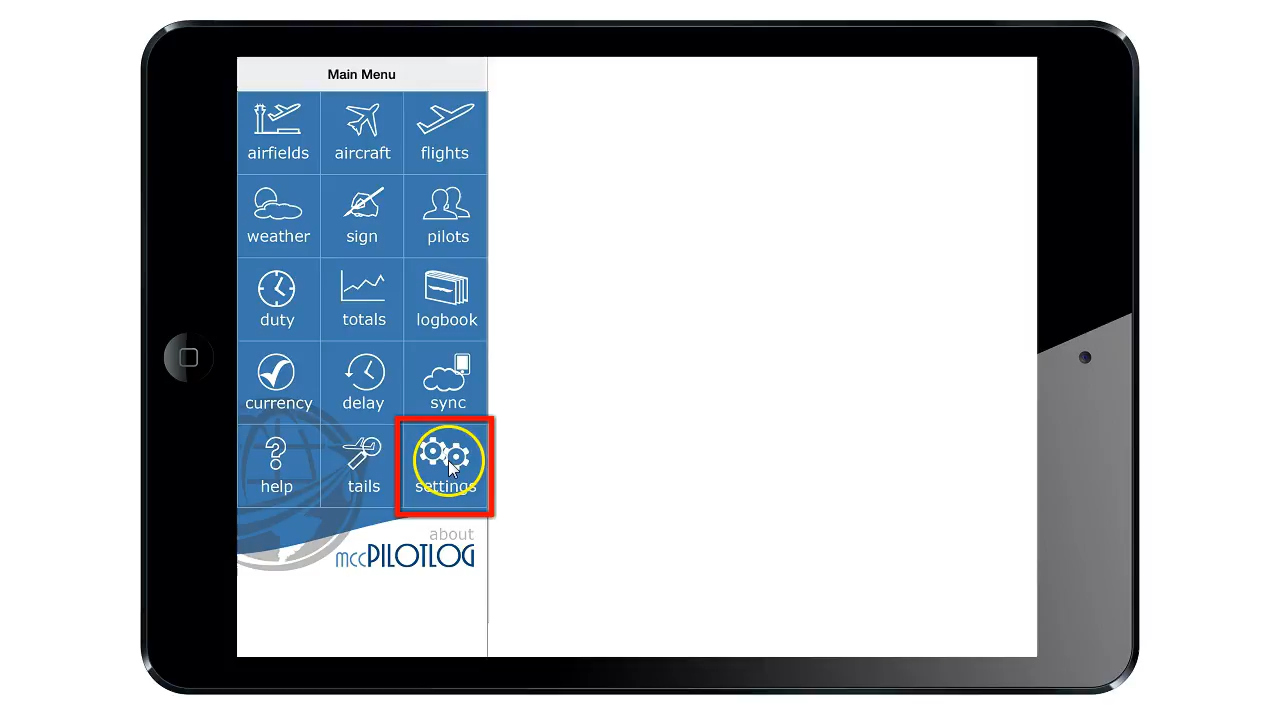 Main Menu
airfields aircraft flights
weather sign pilots
duty totals logbook
currency delay sync
help tails settings
about
mccPILOTLOG